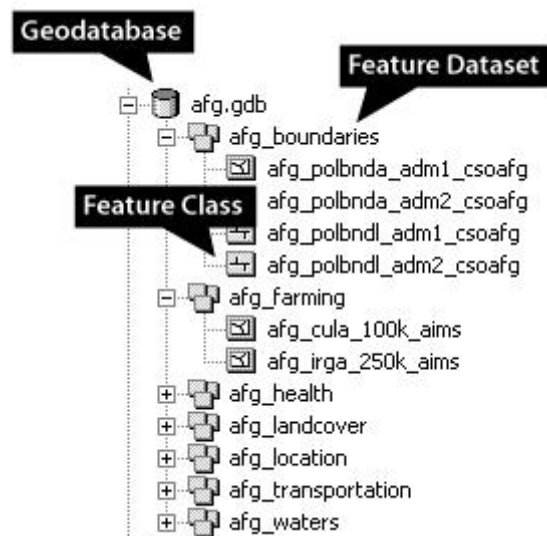 Geodatabase
Feature Dataset
afg.gdb
afg_boundaries
afg_polbnda_adm1_csoafg
afg_polbnda_adm2_csoafg
Feature Class
afg_polbndl_adm1_csoafg
afg_polbndl_adm2_csoafg
afg_farming
afg_cula_100k_aims
afg_irga_250k_aims
afg_health
afg_landcover
afg_location
afg_transportation
afg_waters